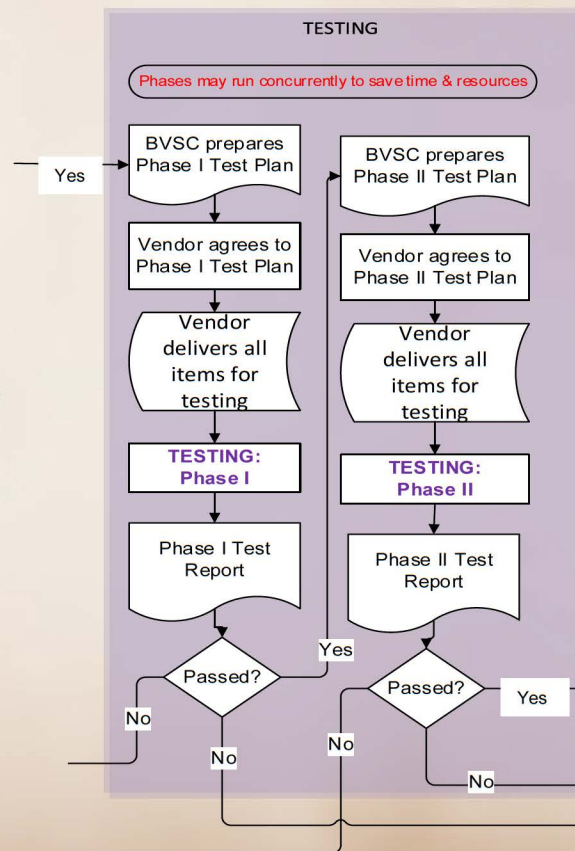 TESTING
Phases may run concurrently to save time & resources
Yes
BVSC prepares
Phase I Test Plan
Vendor agrees to
Phase I Test Plan
Vendor
delivers all
items for
testing
TESTING:
Phase I
Phase I Test
Report
Passed?
Yes
No
No
BVSC prepares
Phase II Test Plan
Vendor agrees to
Phase II Test Plan
Vendor
delivers all
items for
testing
TESTING:
Phase II
Phase II Test
Report
Passed?
Yes
No
No